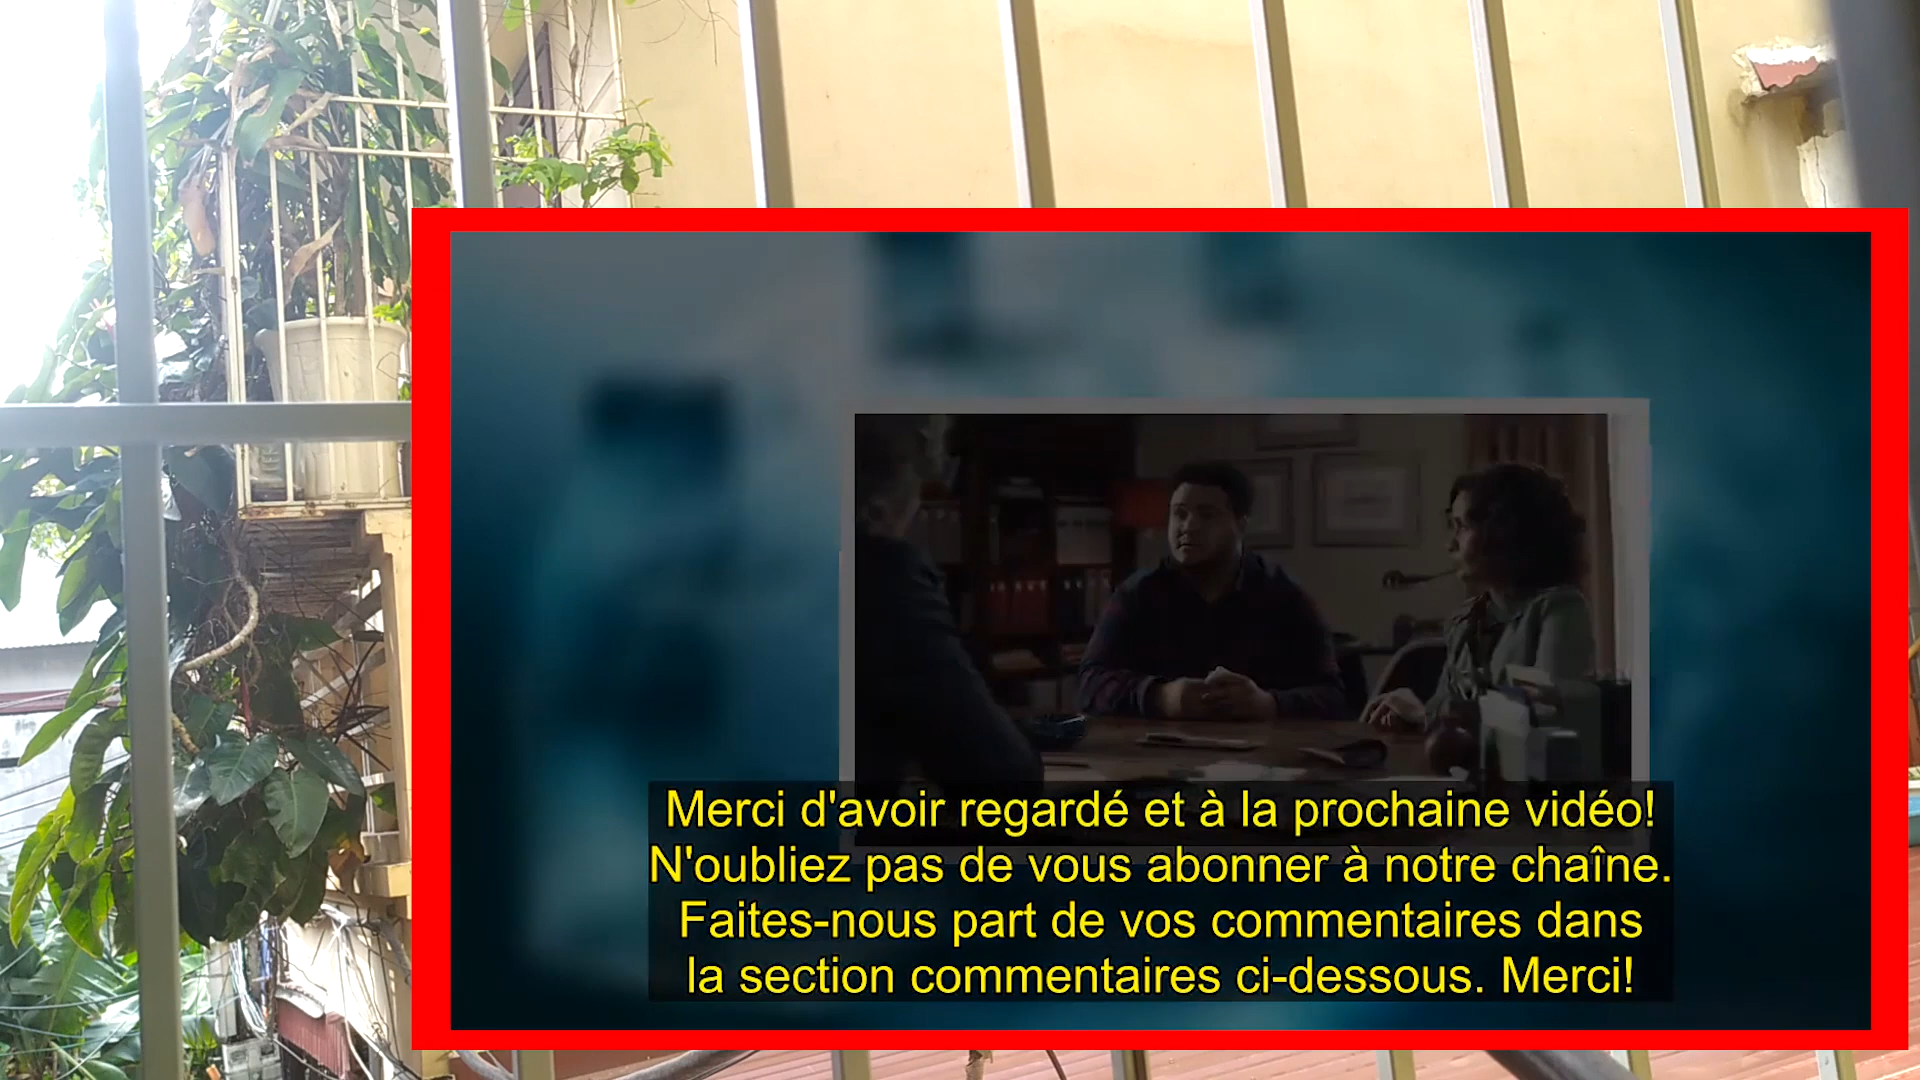 Merci d'avoir regardé et à la prochaine vidéo!
N'oubliez pas de vous abonner à notre chaîne.
Faites-nous part de vos commentaires dans
la section commentaires ci-dessous. Merci!